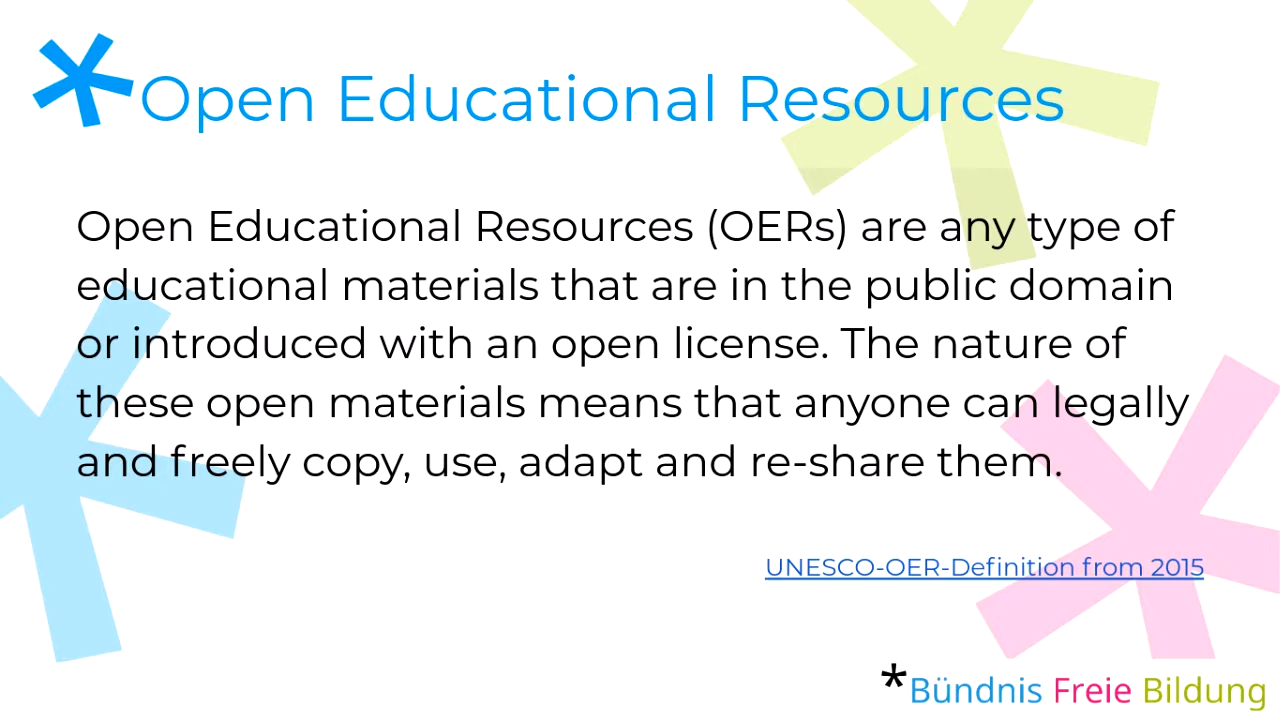 *Open Educational Resources
Open Educational Resources (OERs) are any type of
educational materials that are in the public domain
or introduced with an open license. The nature of
these open materials means that anyone can legally
and freely copy, use, adapt and re-share them.
UNESCO-OER-Definition from 2015
*Bündnis Freie Bildung